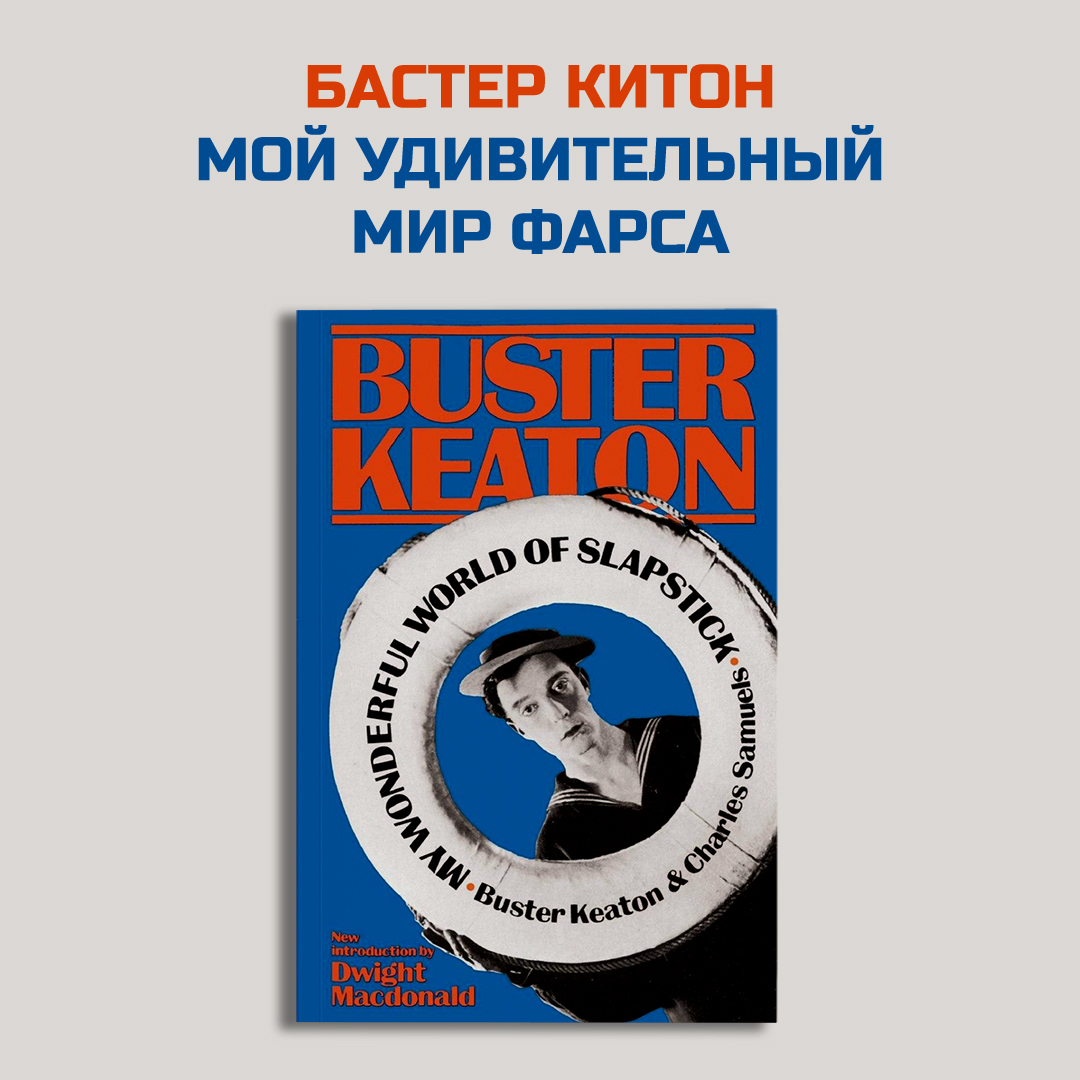 БАСТЕР КИТОН
МОЙ УДИВИТЕЛЬНЫЙ
МИР ФАРСА
BUSTER
KEATON
MY WONDERFUL WORLD OF SLAPSTICK
• Buster Keaton & Charles Samuels •
New
introduction by
Dwight
Macdonald